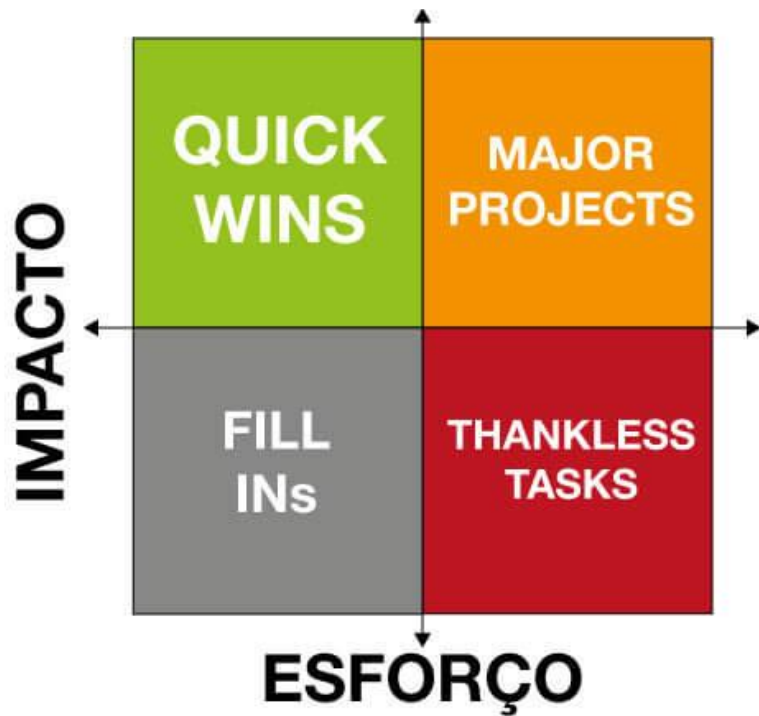 QUICK
WINS
MAJOR
PROJECTS
IMPACTO
FILL
INs
THANKLESS
TASKS
ESFORÇO